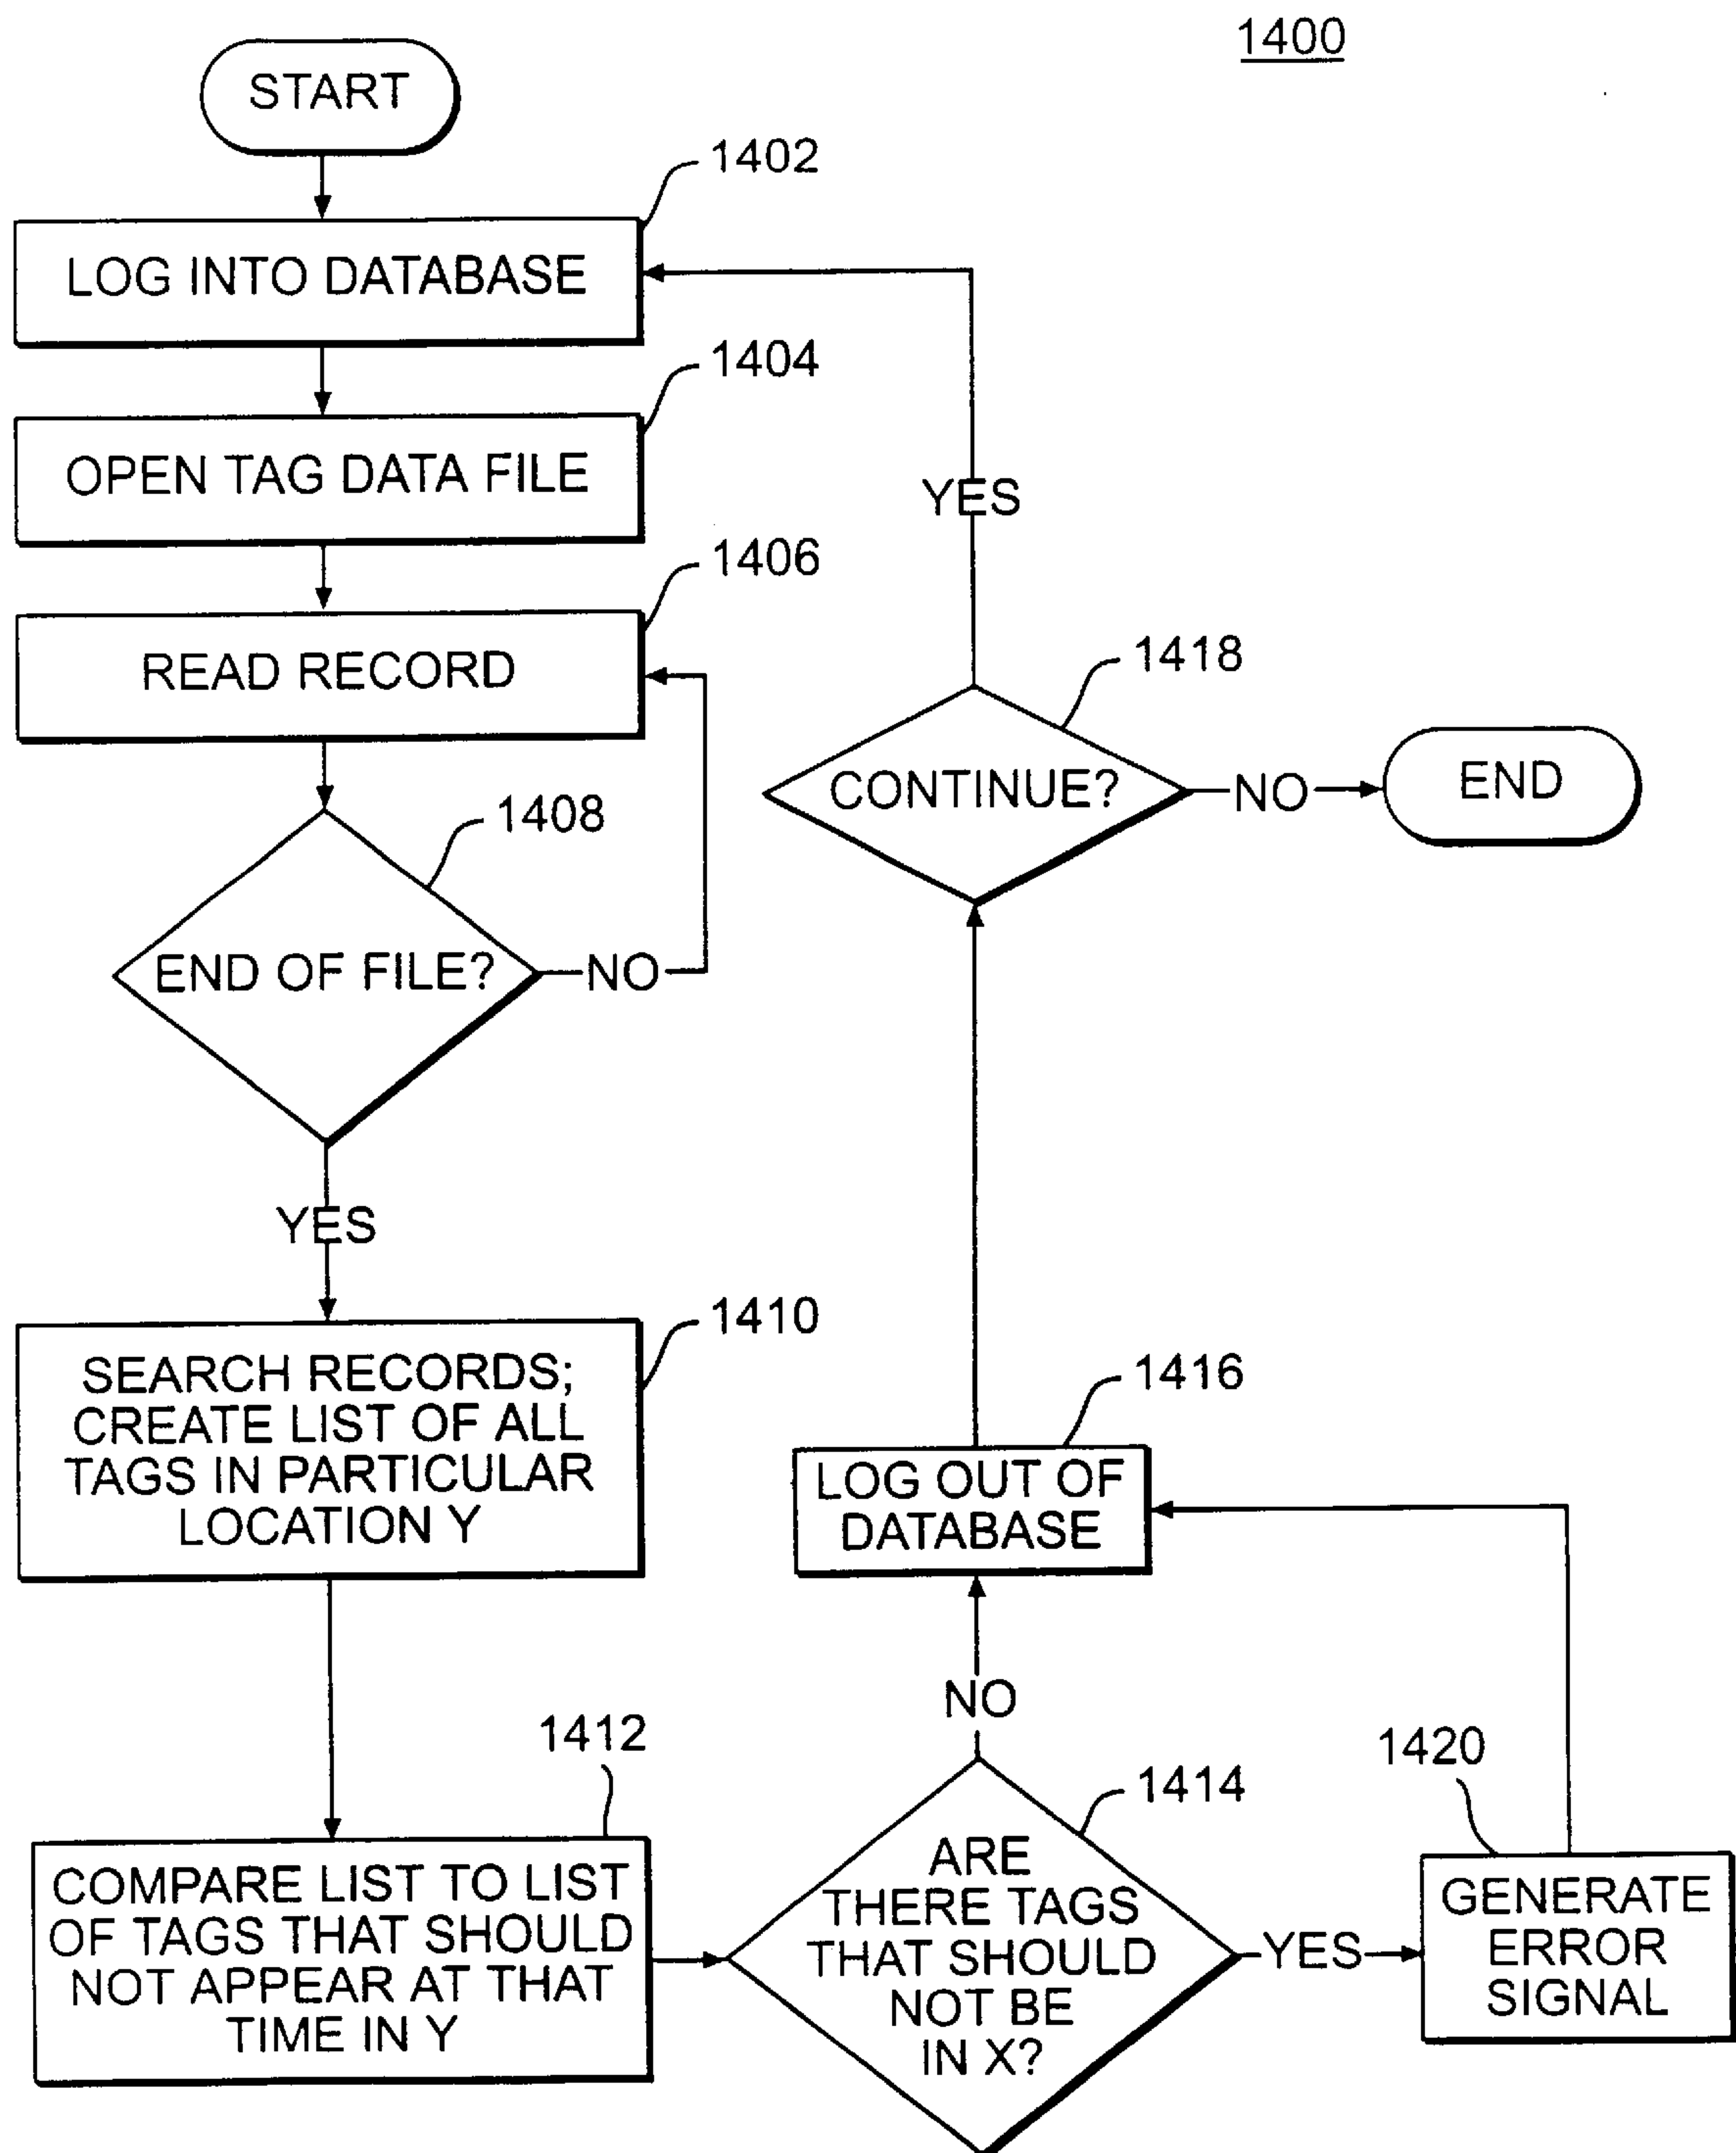 1400
START
1402
LOG INTO DATABASE
1404
OPEN TAG DATA FILE
1406
READ RECORD
1408
END OF FILE?
NO
YES
1410
SEARCH RECORDS;
CREATE LIST OF ALL
TAGS IN PARTICULAR
LOCATION Y
1412
COMPARE LIST TO LIST
OF TAGS THAT SHOULD
NOT APPEAR AT THAT
TIME IN Y
1414
ARE
THERE TAGS
THAT SHOULD
NOT BE
IN X?
YES
1420
GENERATE
ERROR
SIGNAL
NO
1416
LOG OUT OF
DATABASE
1418
CONTINUE?
YES
NO
END